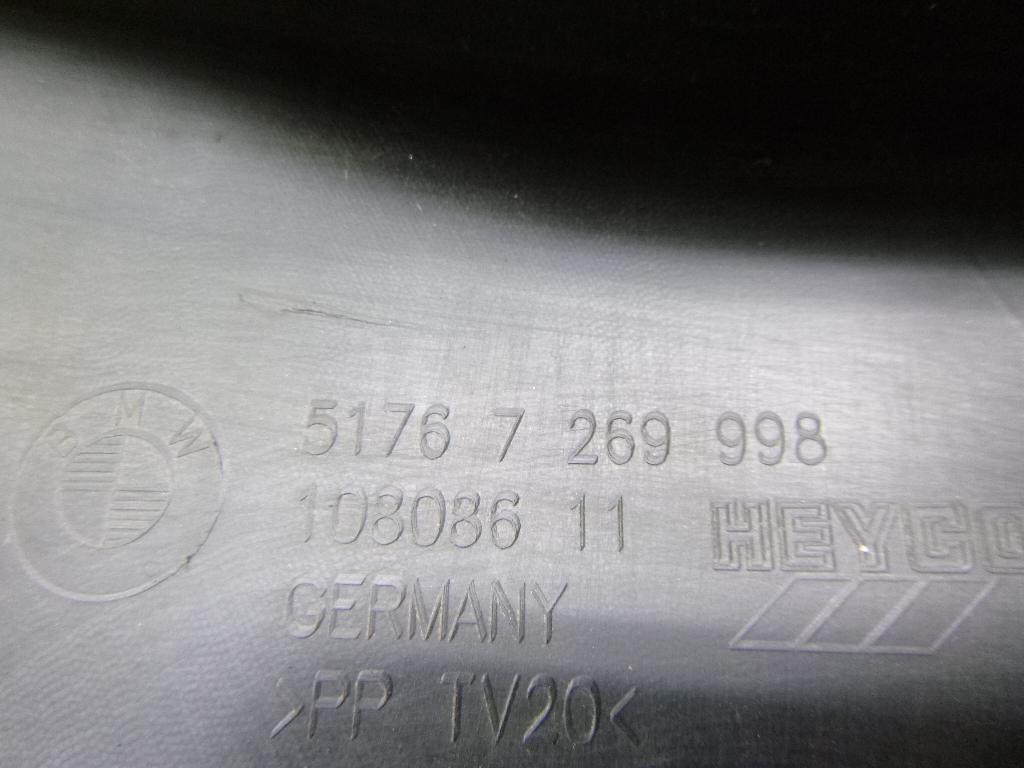 BMW
5176 7 269 998
108086 11
HEYCO
GERMANY
>PP TV20<